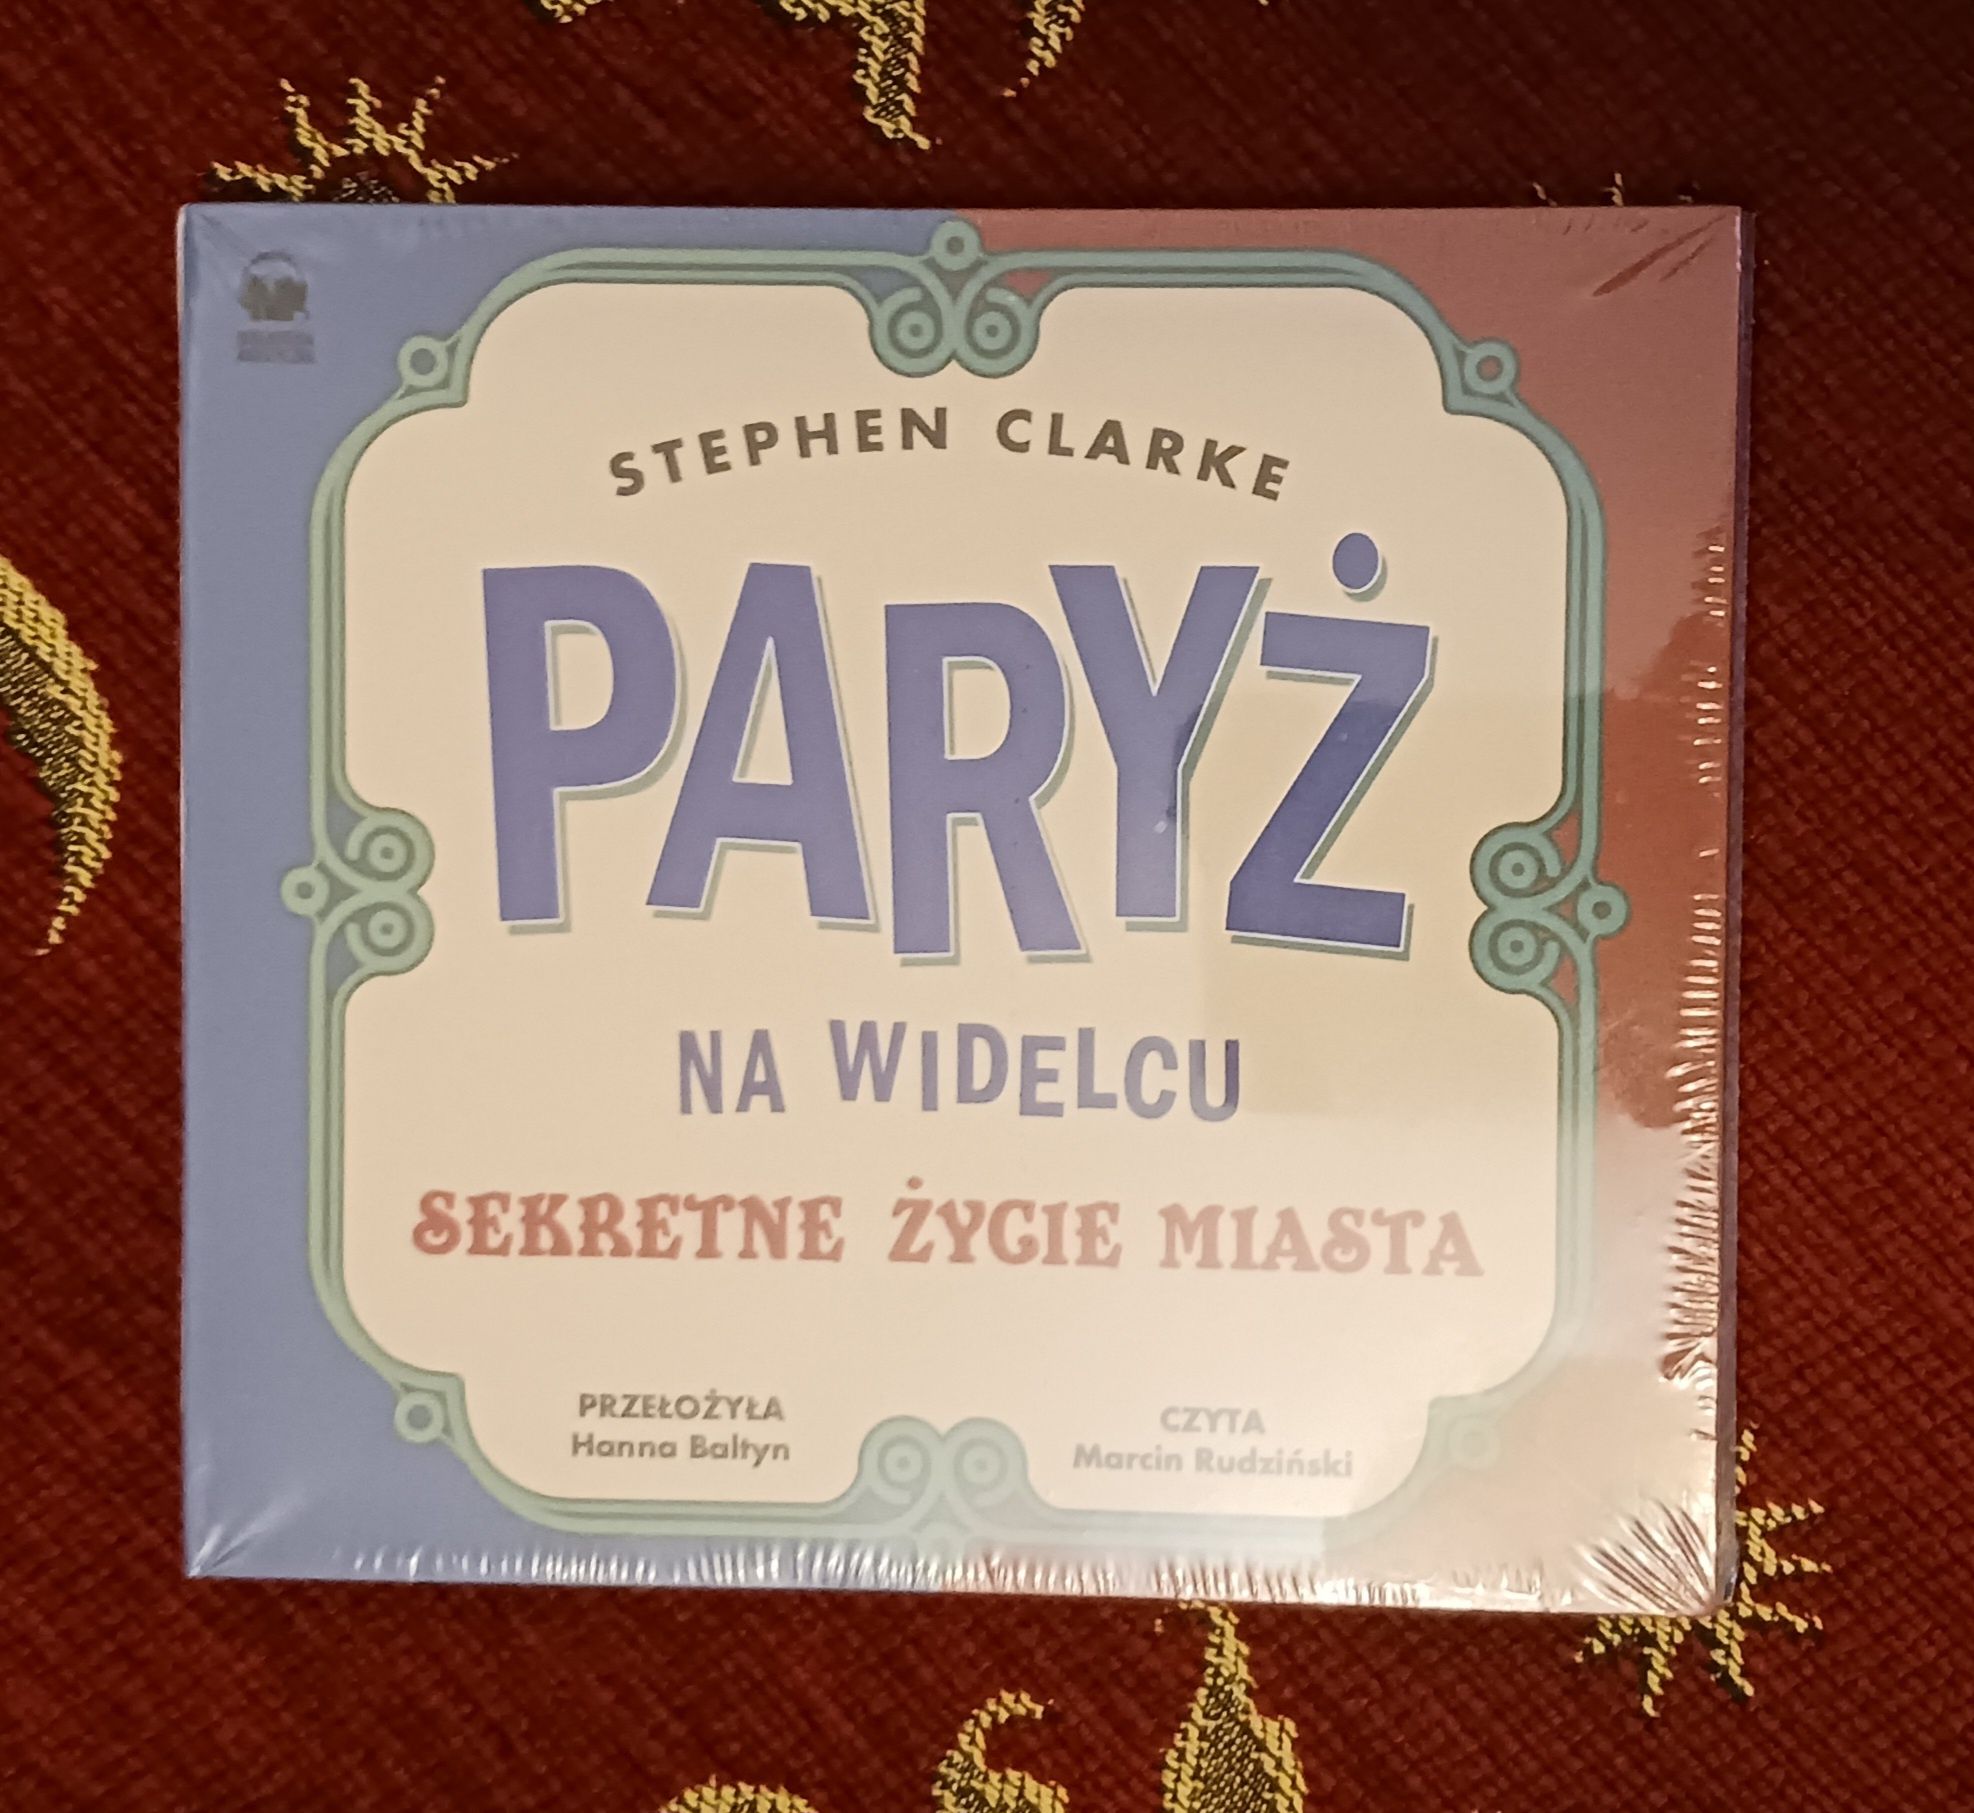 STEPHEN CLARKE
PARYŻ
NA WIDELCU
SEKRETNE ŻYCIE MIASTA
PRZEŁOŻYŁA
Hanna Baltyn
CZYTA
Marcin Rudziński